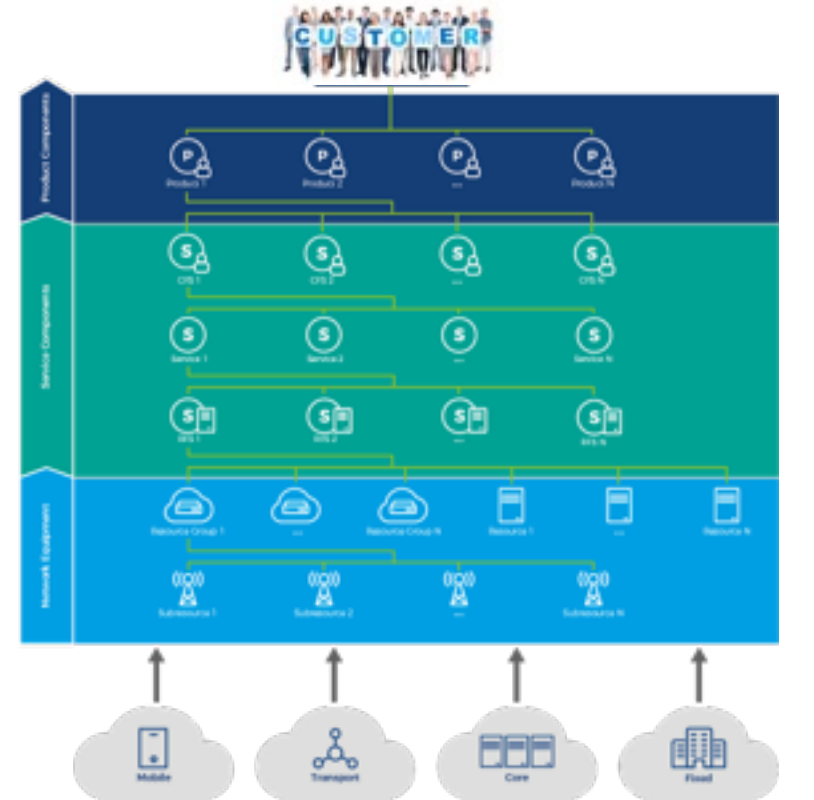 CUSTOMER
Product Components
P P P P
Product 1 Product 2 ... Product N
Service Components
S S S S
CFS 1 CFS 2 ... CFS N
S S S S
Service 1 Service 2 ... Service N
S S S S
RFS 1 RFS 2 ... RFS N
Network Equipment
Resource Group 1 ... Resource Group N Resource 1 ... Resource N
Subresource 1 Subresource 2 ... Subresource N
Mobile Transport Core Fixed